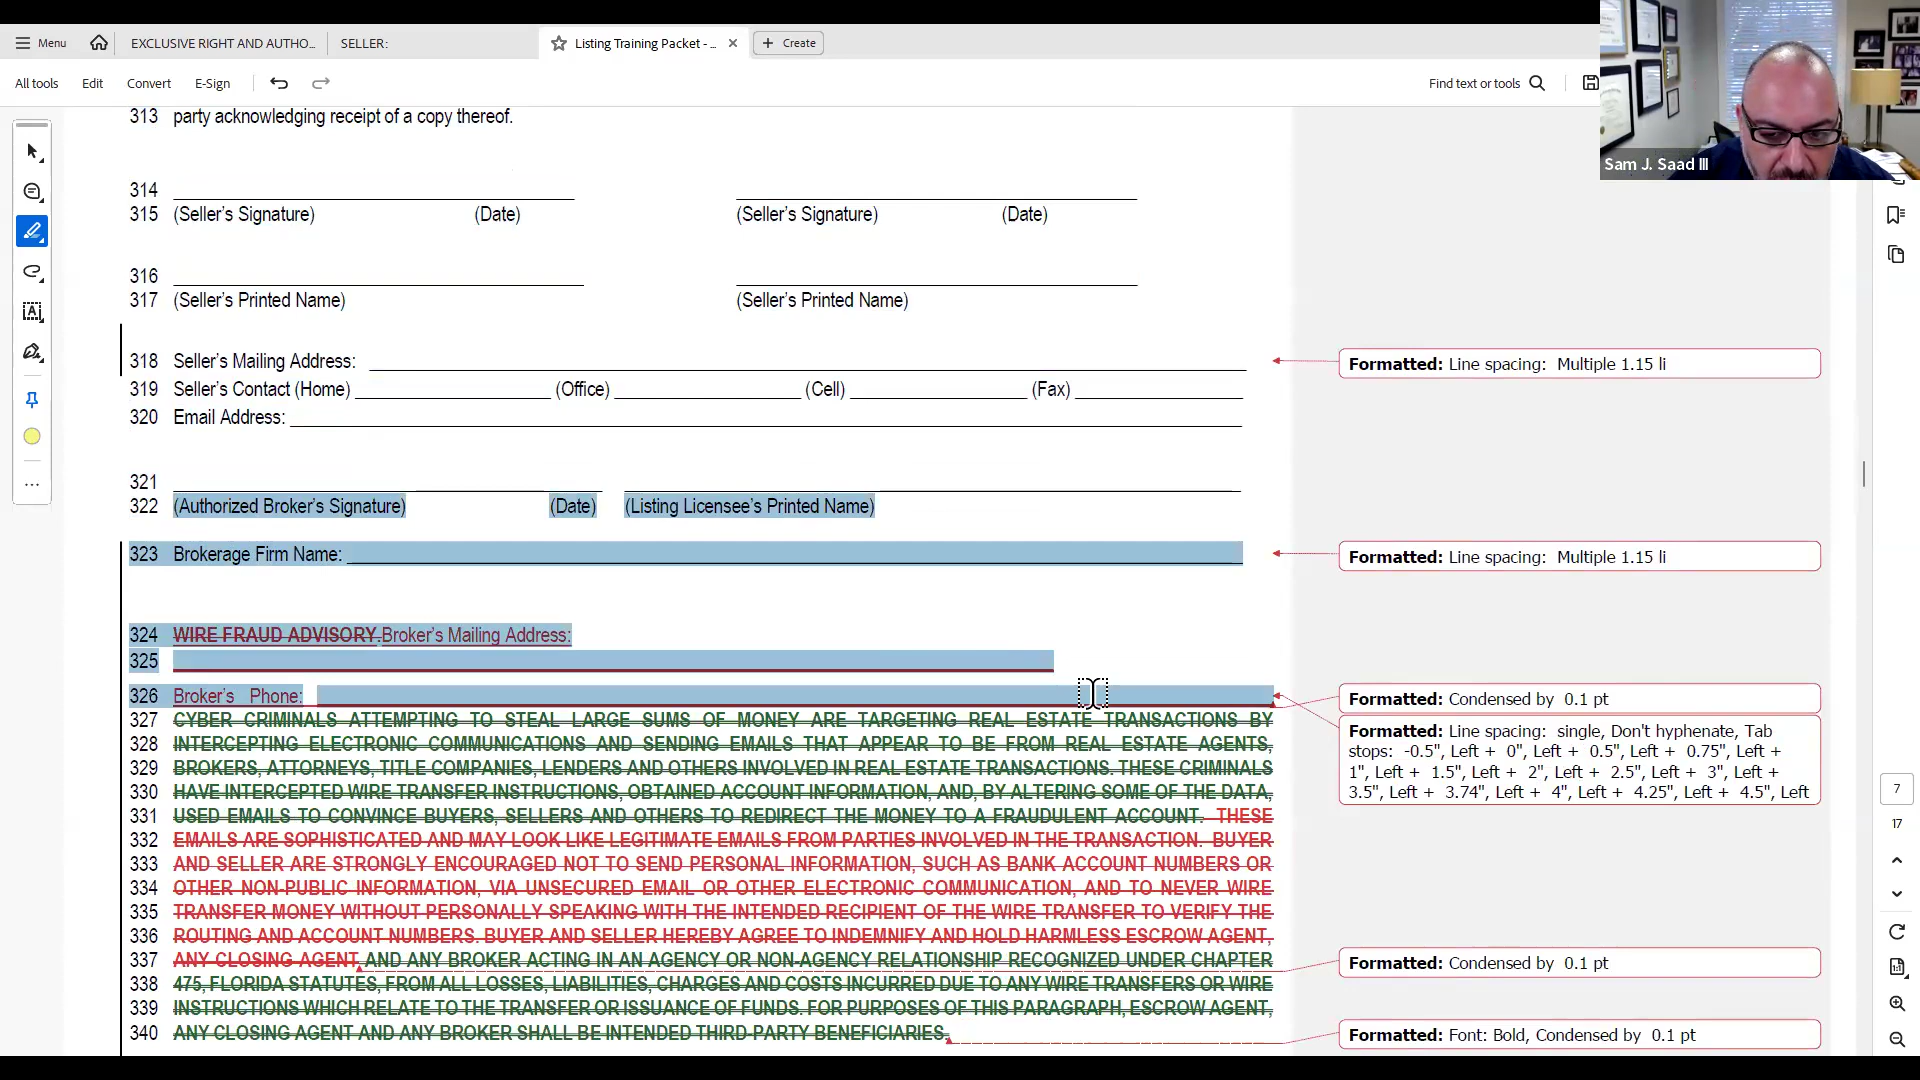 Menu
EXCLUSIVE RIGHT AND AUTHO...
SELLER:
Listing Training Packet - ...
Create
All tools
Edit
Convert
E-Sign
Find text or tools
Sam J. Saad III
313 party acknowledging receipt of a copy thereof.
314
315 (Seller's Signature) (Date) (Seller's Signature) (Date)
316
317 (Seller's Printed Name) (Seller's Printed Name)
318 Seller's Mailing Address:
Formatted: Line spacing: Multiple 1.15 li
319 Seller's Contact (Home) (Office) (Cell) (Fax)
320 Email Address:
321
322 (Authorized Broker's Signature) (Date) (Listing Licensee's Printed Name)
323 Brokerage Firm Name:
Formatted: Line spacing: Multiple 1.15 li
324 WIRE FRAUD ADVISORY.Broker's Mailing Address:
325
326 Broker's Phone:
Formatted: Condensed by 0.1 pt
327 CYBER CRIMINALS ATTEMPTING TO STEAL LARGE SUMS OF MONEY ARE TARGETING REAL ESTATE TRANSACTIONS BY
328 INTERCEPTING ELECTRONIC COMMUNICATIONS AND SENDING EMAILS THAT APPEAR TO BE FROM REAL ESTATE AGENTS,
329 BROKERS, ATTORNEYS, TITLE COMPANIES, LENDERS AND OTHERS INVOLVED IN REAL ESTATE TRANSACTIONS. THESE CRIMINALS
330 HAVE INTERCEPTED WIRE TRANSFER INSTRUCTIONS, OBTAINED ACCOUNT INFORMATION, AND, BY ALTERING SOME OF THE DATA,
Formatted: Line spacing: single, Don't hyphenate, Tab
stops: -0.5", Left + 0", Left + 0.5", Left + 0.75", Left +
1", Left + 1.5", Left + 2", Left + 2.5", Left + 3", Left +
3.5", Left + 3.74", Left + 4", Left + 4.25", Left + 4.5", Left
331 USED EMAILS TO CONVINCE BUYERS, SELLERS AND OTHERS TO REDIRECT THE MONEY TO A FRAUDULENT ACCOUNT. THESE
332 EMAILS ARE SOPHISTICATED AND MAY LOOK LIKE LEGITIMATE EMAILS FROM PARTIES INVOLVED IN THE TRANSACTION. BUYER
333 AND SELLER ARE STRONGLY ENCOURAGED NOT TO SEND PERSONAL INFORMATION, SUCH AS BANK ACCOUNT NUMBERS OR
334 OTHER NON-PUBLIC INFORMATION, VIA UNSECURED EMAIL OR OTHER ELECTRONIC COMMUNICATION, AND TO NEVER WIRE
335 TRANSFER MONEY WITHOUT PERSONALLY SPEAKING WITH THE INTENDED RECIPIENT OF THE WIRE TRANSFER TO VERIFY THE
336 ROUTING AND ACCOUNT NUMBERS. BUYER AND SELLER HEREBY AGREE TO INDEMNIFY AND HOLD HARMLESS ESCROW AGENT,
337 ANY CLOSING AGENT AND ANY BROKER ACTING IN AN AGENCY OR NON-AGENCY RELATIONSHIP RECOGNIZED UNDER CHAPTER
Formatted: Condensed by 0.1 pt
338 475, FLORIDA STATUTES, FROM ALL LOSSES, LIABILITIES, CHARGES AND COSTS INCURRED DUE TO ANY WIRE TRANSFERS OR WIRE
339 INSTRUCTIONS WHICH RELATE TO THE TRANSFER OR ISSUANCE OF FUNDS. FOR PURPOSES OF THIS PARAGRAPH, ESCROW AGENT,
340 ANY CLOSING AGENT AND ANY BROKER SHALL BE INTENDED THIRD-PARTY BENEFICIARIES.
Formatted: Font: Bold, Condensed by 0.1 pt
7
17